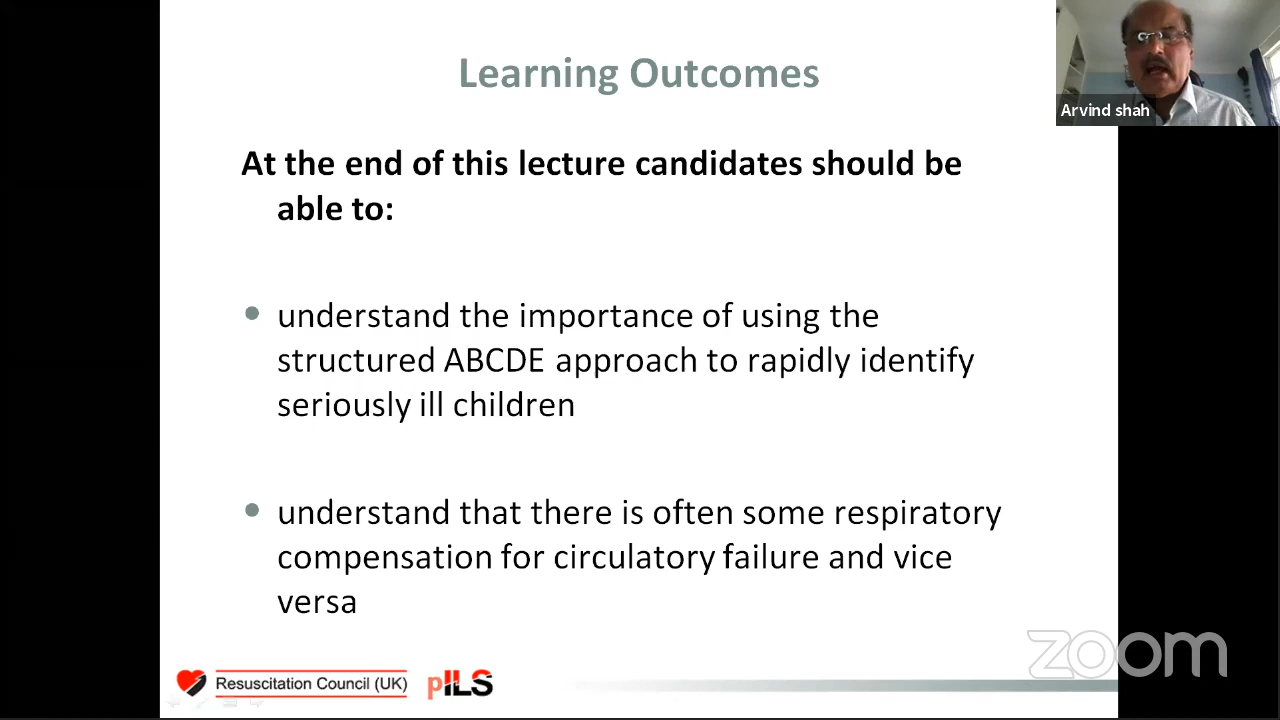 Learning Outcomes
Arvind shah
At the end of this lecture candidates should be
able to:
• understand the importance of using the
structured ABCDE approach to rapidly identify
seriously ill children
• understand that there is often some respiratory
compensation for circulatory failure and vice
versa
zoom
Resuscitation Council (UK)
pILS